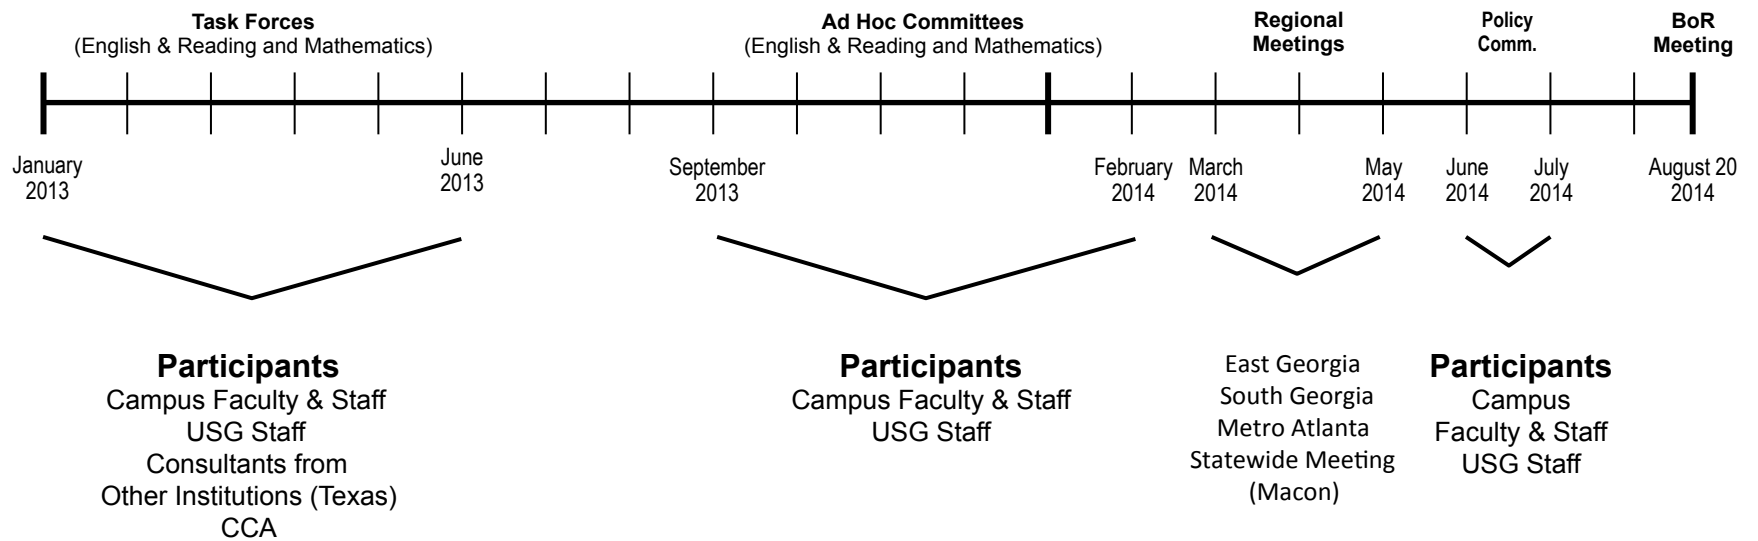 Task Forces
(English & Reading and Mathematics)
Ad Hoc Committees
(English & Reading and Mathematics)
Regional
Meetings
Policy
Comm.
BoR
Meeting
January
2013
June
2013
September
2013
February
2014
March
2014
May
2014
June
2014
July
2014
August 20
2014
Participants
Campus Faculty & Staff
USG Staff
Consultants from
Other Institutions (Texas)
CCA
Participants
Campus Faculty & Staff
USG Staff
East Georgia
South Georgia
Metro Atlanta
Statewide Meeting
(Macon)
Participants
Campus
Faculty & Staff
USG Staff